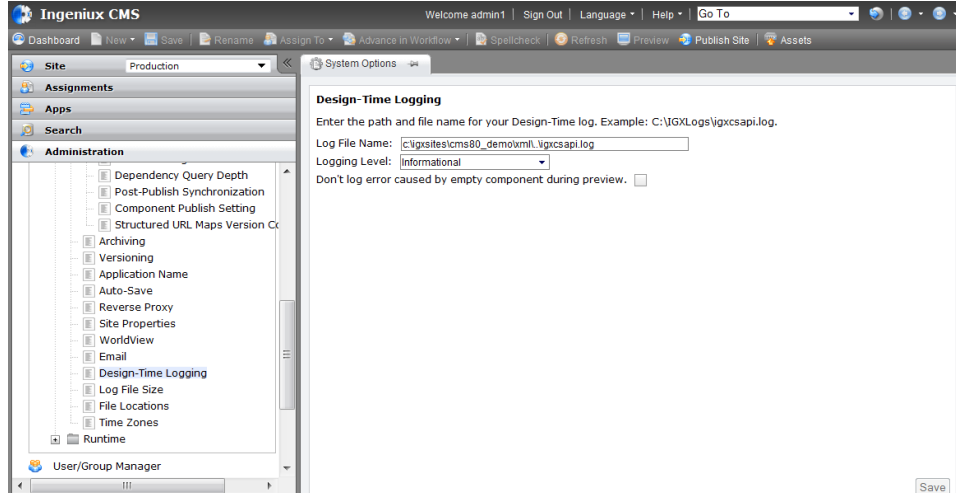 Ingeniux CMS
Welcome admin1 | Sign Out | Language | Help | Go To
Dashboard New Save Rename Assign To Advance in Workflow Spellcheck Refresh Preview Publish Site Assets
Site Production
System Options
Assignments
Apps
Search
Administration
Dependency Query Depth
Post-Publish Synchronization
Component Publish Setting
Structured URL Maps Version Co
Archiving
Versioning
Application Name
Auto-Save
Reverse Proxy
Site Properties
WorldView
Email
Design-Time Logging
Log File Size
File Locations
Time Zones
Runtime
User/Group Manager
Design-Time Logging
Enter the path and file name for your Design-Time log. Example: C:\IGXLogs\igxcsapi.log.
Log File Name: c:\igxsites\cms80_demo\xml\..\igxcsapi.log
Logging Level: Informational
Don't log error caused by empty component during preview.
Save